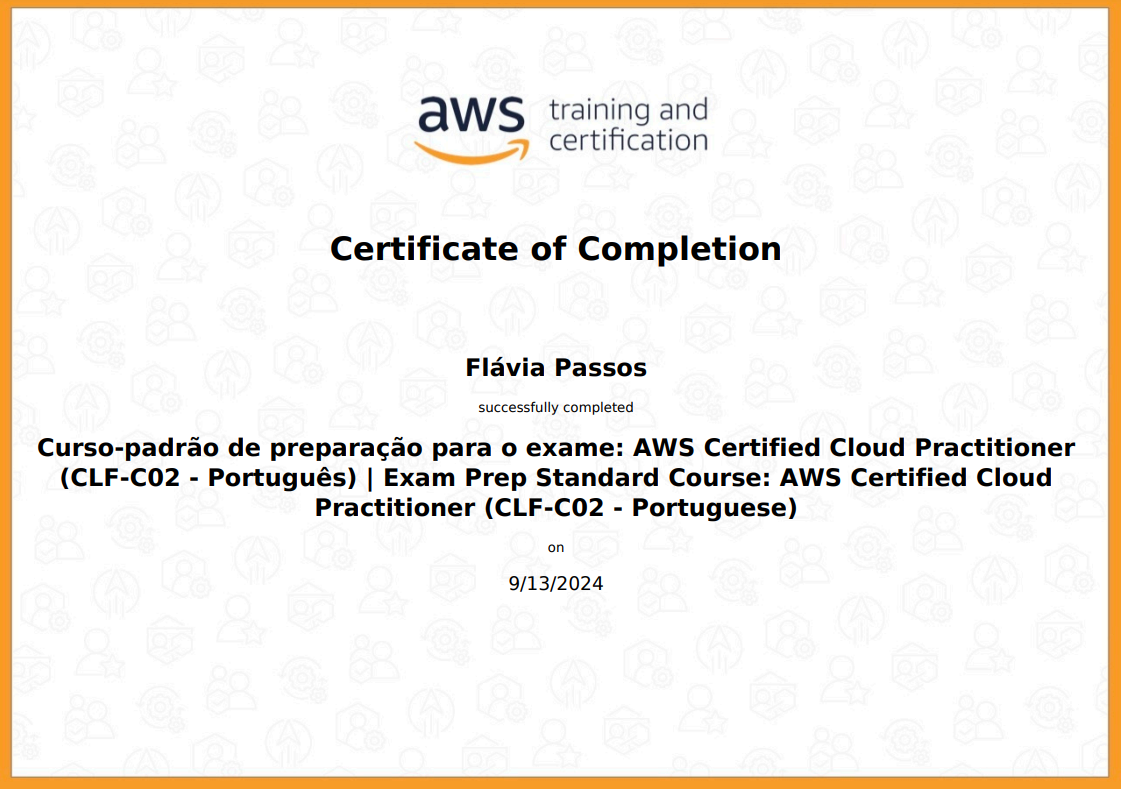 aws training and
certification
Certificate of Completion
Flávia Passos
successfully completed
Curso-padrão de preparação para o exame: AWS Certified Cloud Practitioner
(CLF-C02 - Português) | Exam Prep Standard Course: AWS Certified Cloud
Practitioner (CLF-C02 - Portuguese)
on
9/13/2024